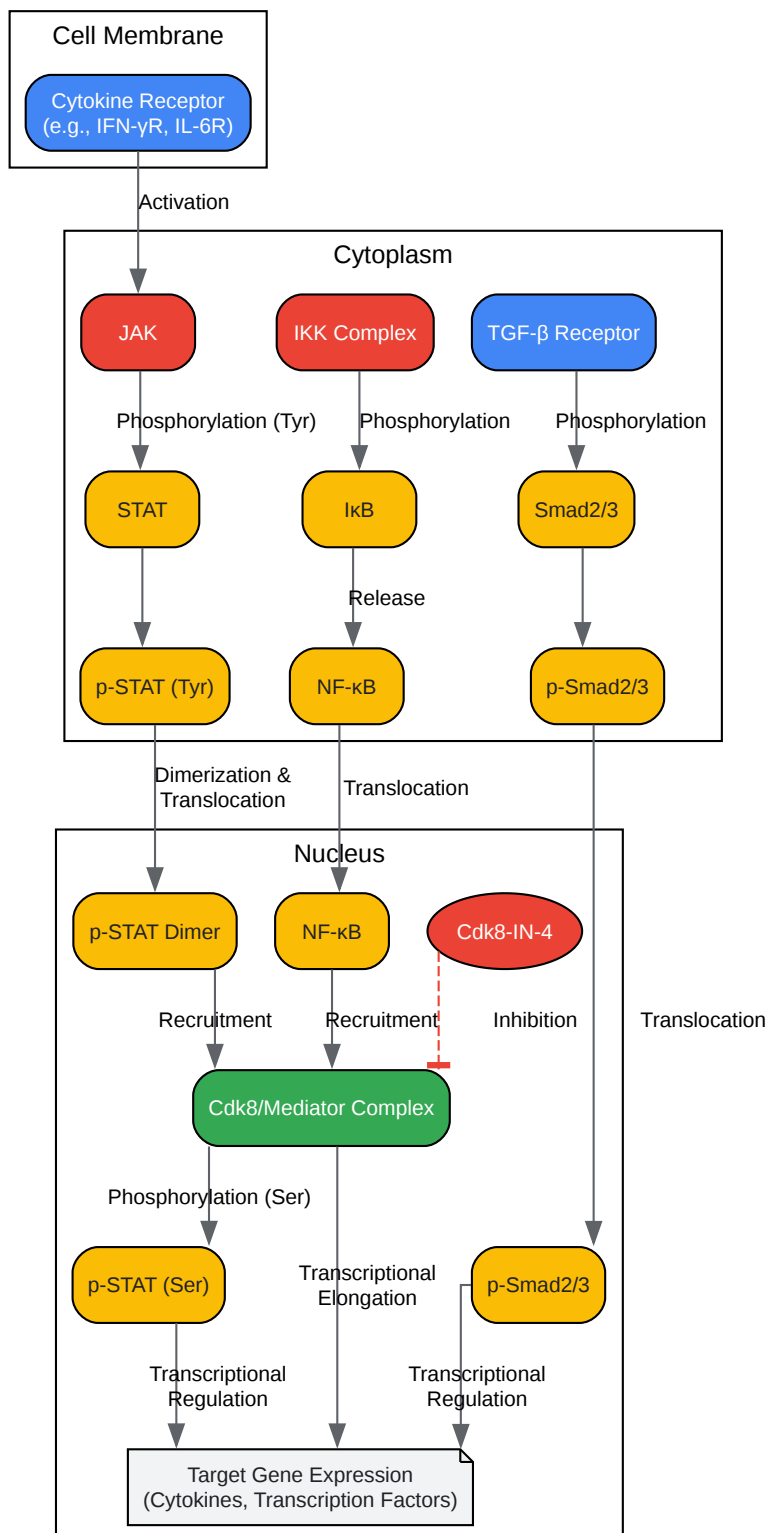 Cell Membrane
Cytokine Receptor
(e.g., IFN-γR, IL-6R)
Activation
Cytoplasm
JAK
IKK Complex
TGF-β Receptor
Phosphorylation (Tyr)
Phosphorylation
Phosphorylation
STAT
IκB
Smad2/3
Release
p-STAT (Tyr)
NF-κB
p-Smad2/3
Dimerization &
Translocation
Translocation
Nucleus
p-STAT Dimer
NF-κB
Cdk8-IN-4
Recruitment
Recruitment
Inhibition
Translocation
Cdk8/Mediator Complex
Phosphorylation (Ser)
p-STAT (Ser)
Transcriptional
Elongation
p-Smad2/3
Transcriptional
Regulation
Transcriptional
Regulation
Target Gene Expression
(Cytokines, Transcription Factors)